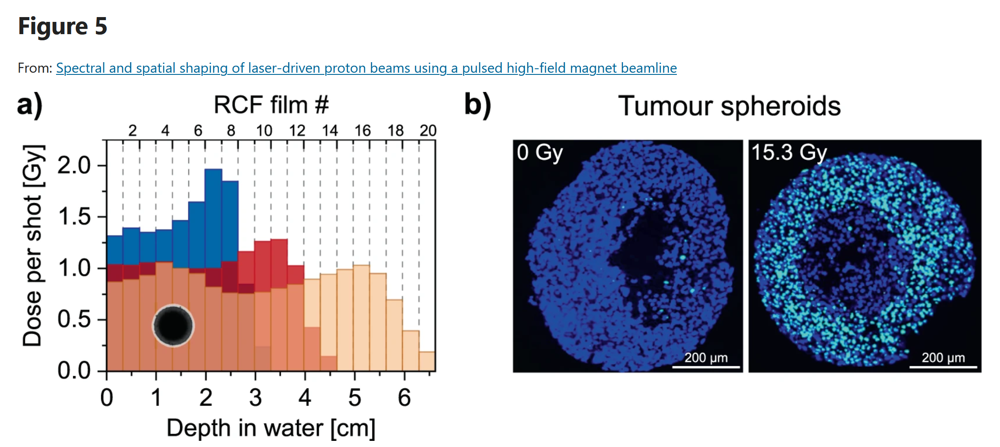 Figure 5
From: Spectral and spatial shaping of laser-driven proton beams using a pulsed high-field magnet beamline
a)
RCF film #
2 4 6 8 10 12 14 16 18 20
Dose per shot [Gy]
2.0
1.5
1.0
0.5
0.0
0 1 2 3 4 5 6
Depth in water [cm]
b)
Tumour spheroids
0 Gy
200 µm
15.3 Gy
200 µm